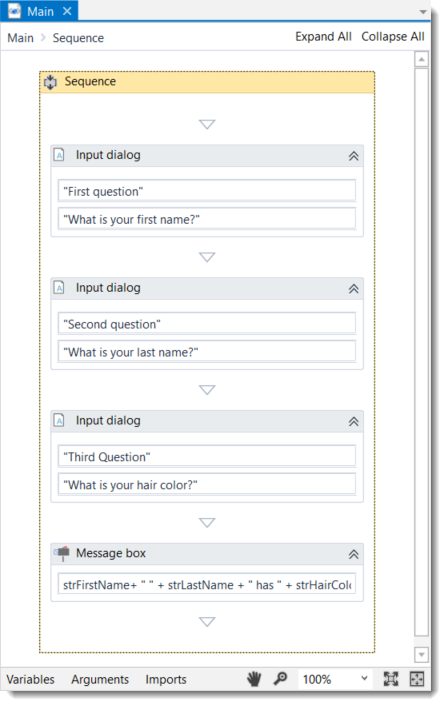 Main
Main > Sequence Expand All Collapse All
Sequence
Input dialog
"First question"
"What is your first name?"
Input dialog
"Second question"
"What is your last name?"
Input dialog
"Third Question"
"What is your hair color?"
Message box
strFirstName+ " " + strLastName + " has " + strHairColo
Variables Arguments Imports 100%